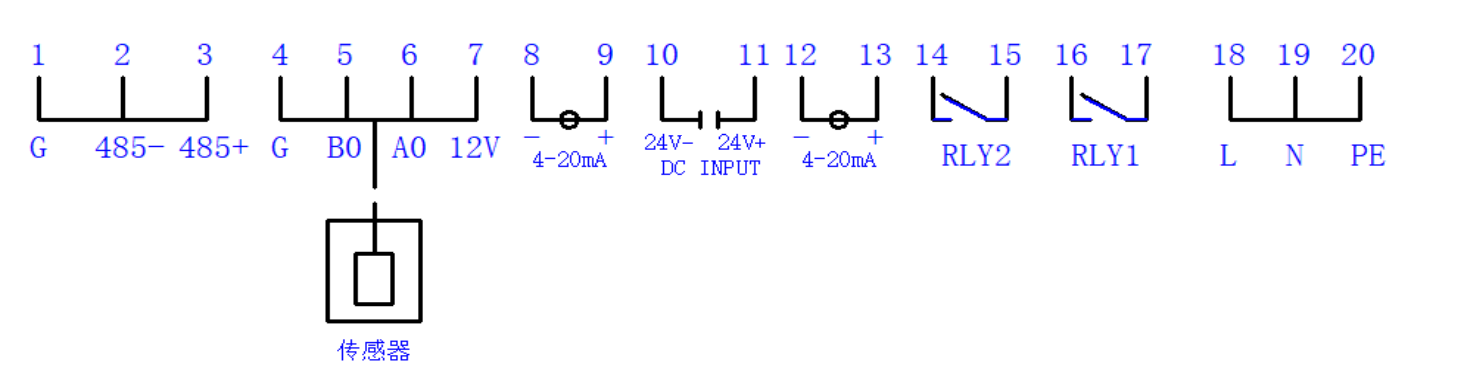 1 2 3 4 5 6 7 8 9 10 11 12 13 14 15 16 17 18 19 20
G 485- 485+ G B0 A0 12V - + 24V- 24V+ - + RLY2 RLY1 L N PE
4-20mA DC INPUT 4-20mA
传感器